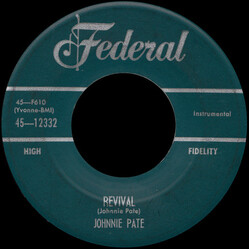 Federal
45—F610
(Yvonne-BMI)
45—12332
Instrumental
HIGH
FIDELITY
REVIVAL
(Johnnie Pate)
JOHNNIE PATE